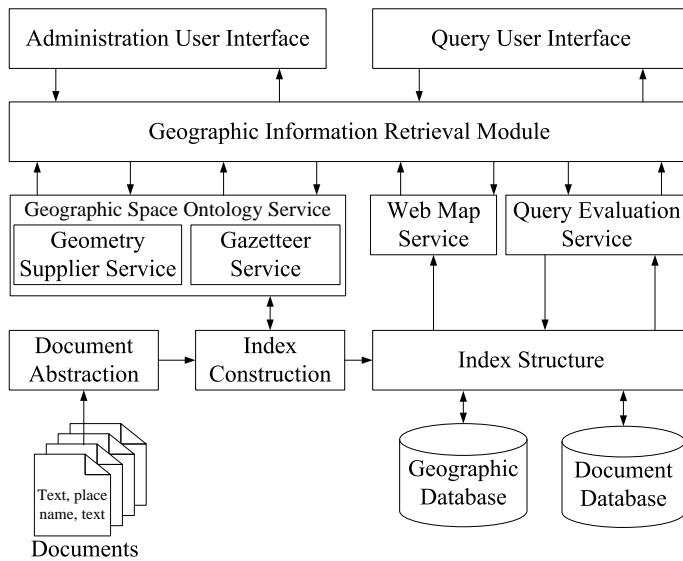 Administration User Interface
Query User Interface
Geographic Information Retrieval Module
Geographic Space Ontology Service
Geometry
Supplier Service
Gazetteer
Service
Web Map
Service
Query Evaluation
Service
Document
Abstraction
Index
Construction
Index Structure
Text, place
name, text
Documents
Geographic
Database
Document
Database